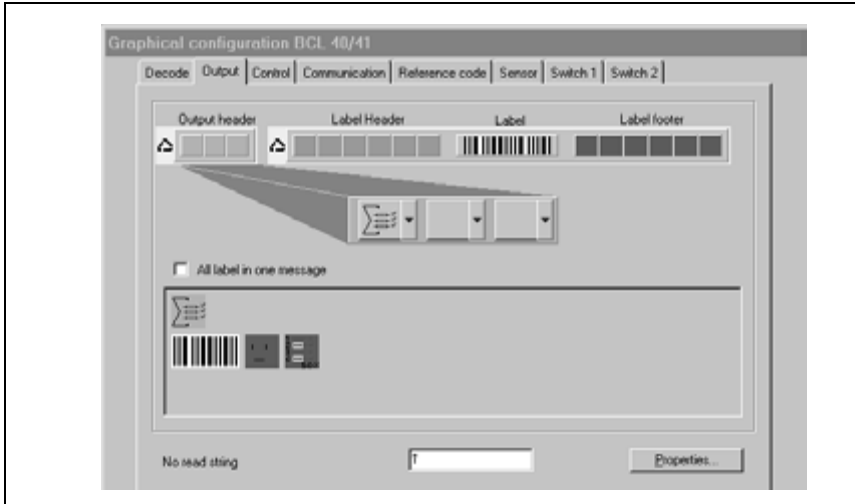 Graphical configuration BCL 40/41
Decode Output Control Communication Reference code Sensor Switch 1 Switch 2
Output header Label Header Label Label footer
All label in one message
No read string
Properties...